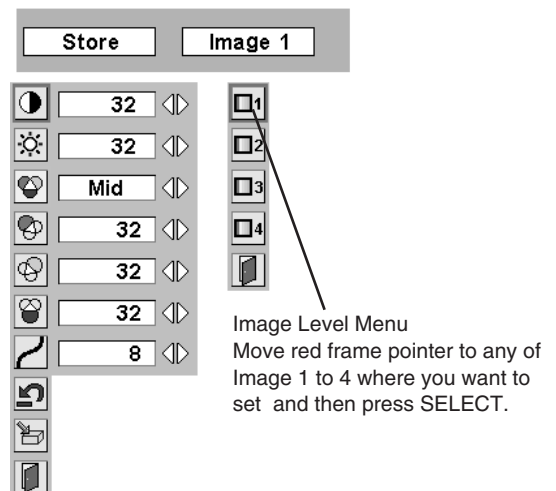 Store Image 1
32
32
Mid
32
32
32
8
1
2
3
4
Image Level Menu
Move red frame pointer to any of
Image 1 to 4 where you want to
set and then press SELECT.